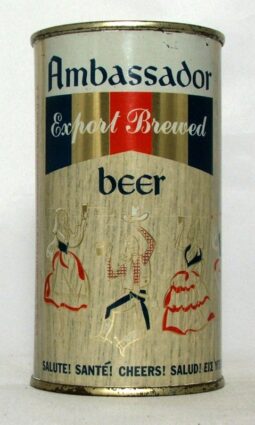 Ambassador
Export Brewed
beer
SALUTE! SANTÉ! CHEERS! SALUD!